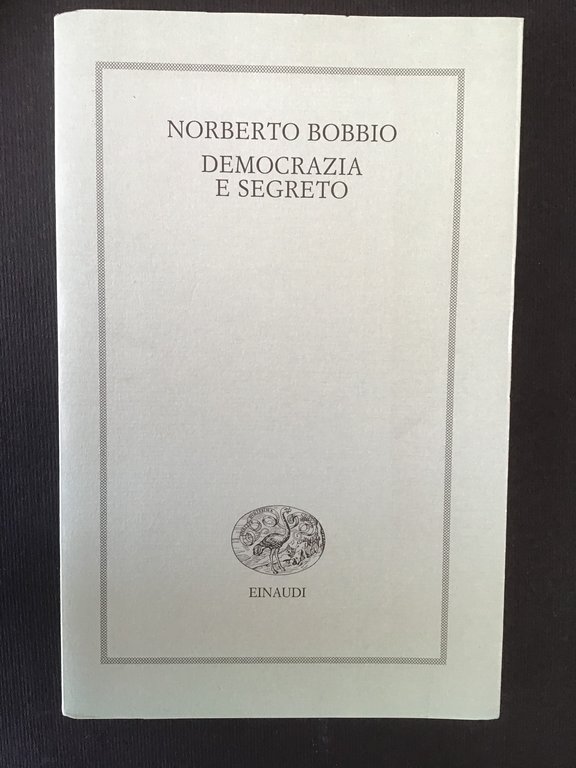 NORBERTO BOBBIO
DEMOCRAZIA
E SEGRETO
EINAUDI